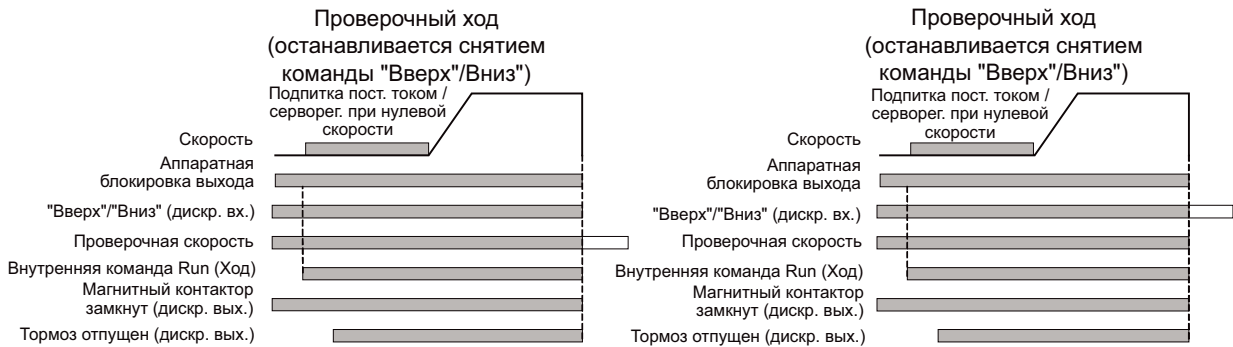 Проверочный ход
(останавливается снятием
команды "Вверх"/Вниз")
Подпитка пост. током /
серворег. при нулевой
скорости
Скорость
Аппаратная
блокировка выхода
"Вверх"/"Вниз" (дискр. вх.)
Проверочная скорость
Внутренняя команда Run (Ход)
Магнитный контактор
замкнут (дискр. вых.)
Тормоз отпущен (дискр. вых.)
Проверочный ход
(останавливается снятием
команды "Вверх"/Вниз")
Подпитка пост. током /
серворег. при нулевой
скорости
Скорость
Аппаратная
блокировка выхода
"Вверх"/"Вниз" (дискр. вх.)
Проверочная скорость
Внутренняя команда Run (Ход)
Магнитный контактор
замкнут (дискр. вых.)
Тормоз отпущен (дискр. вых.)